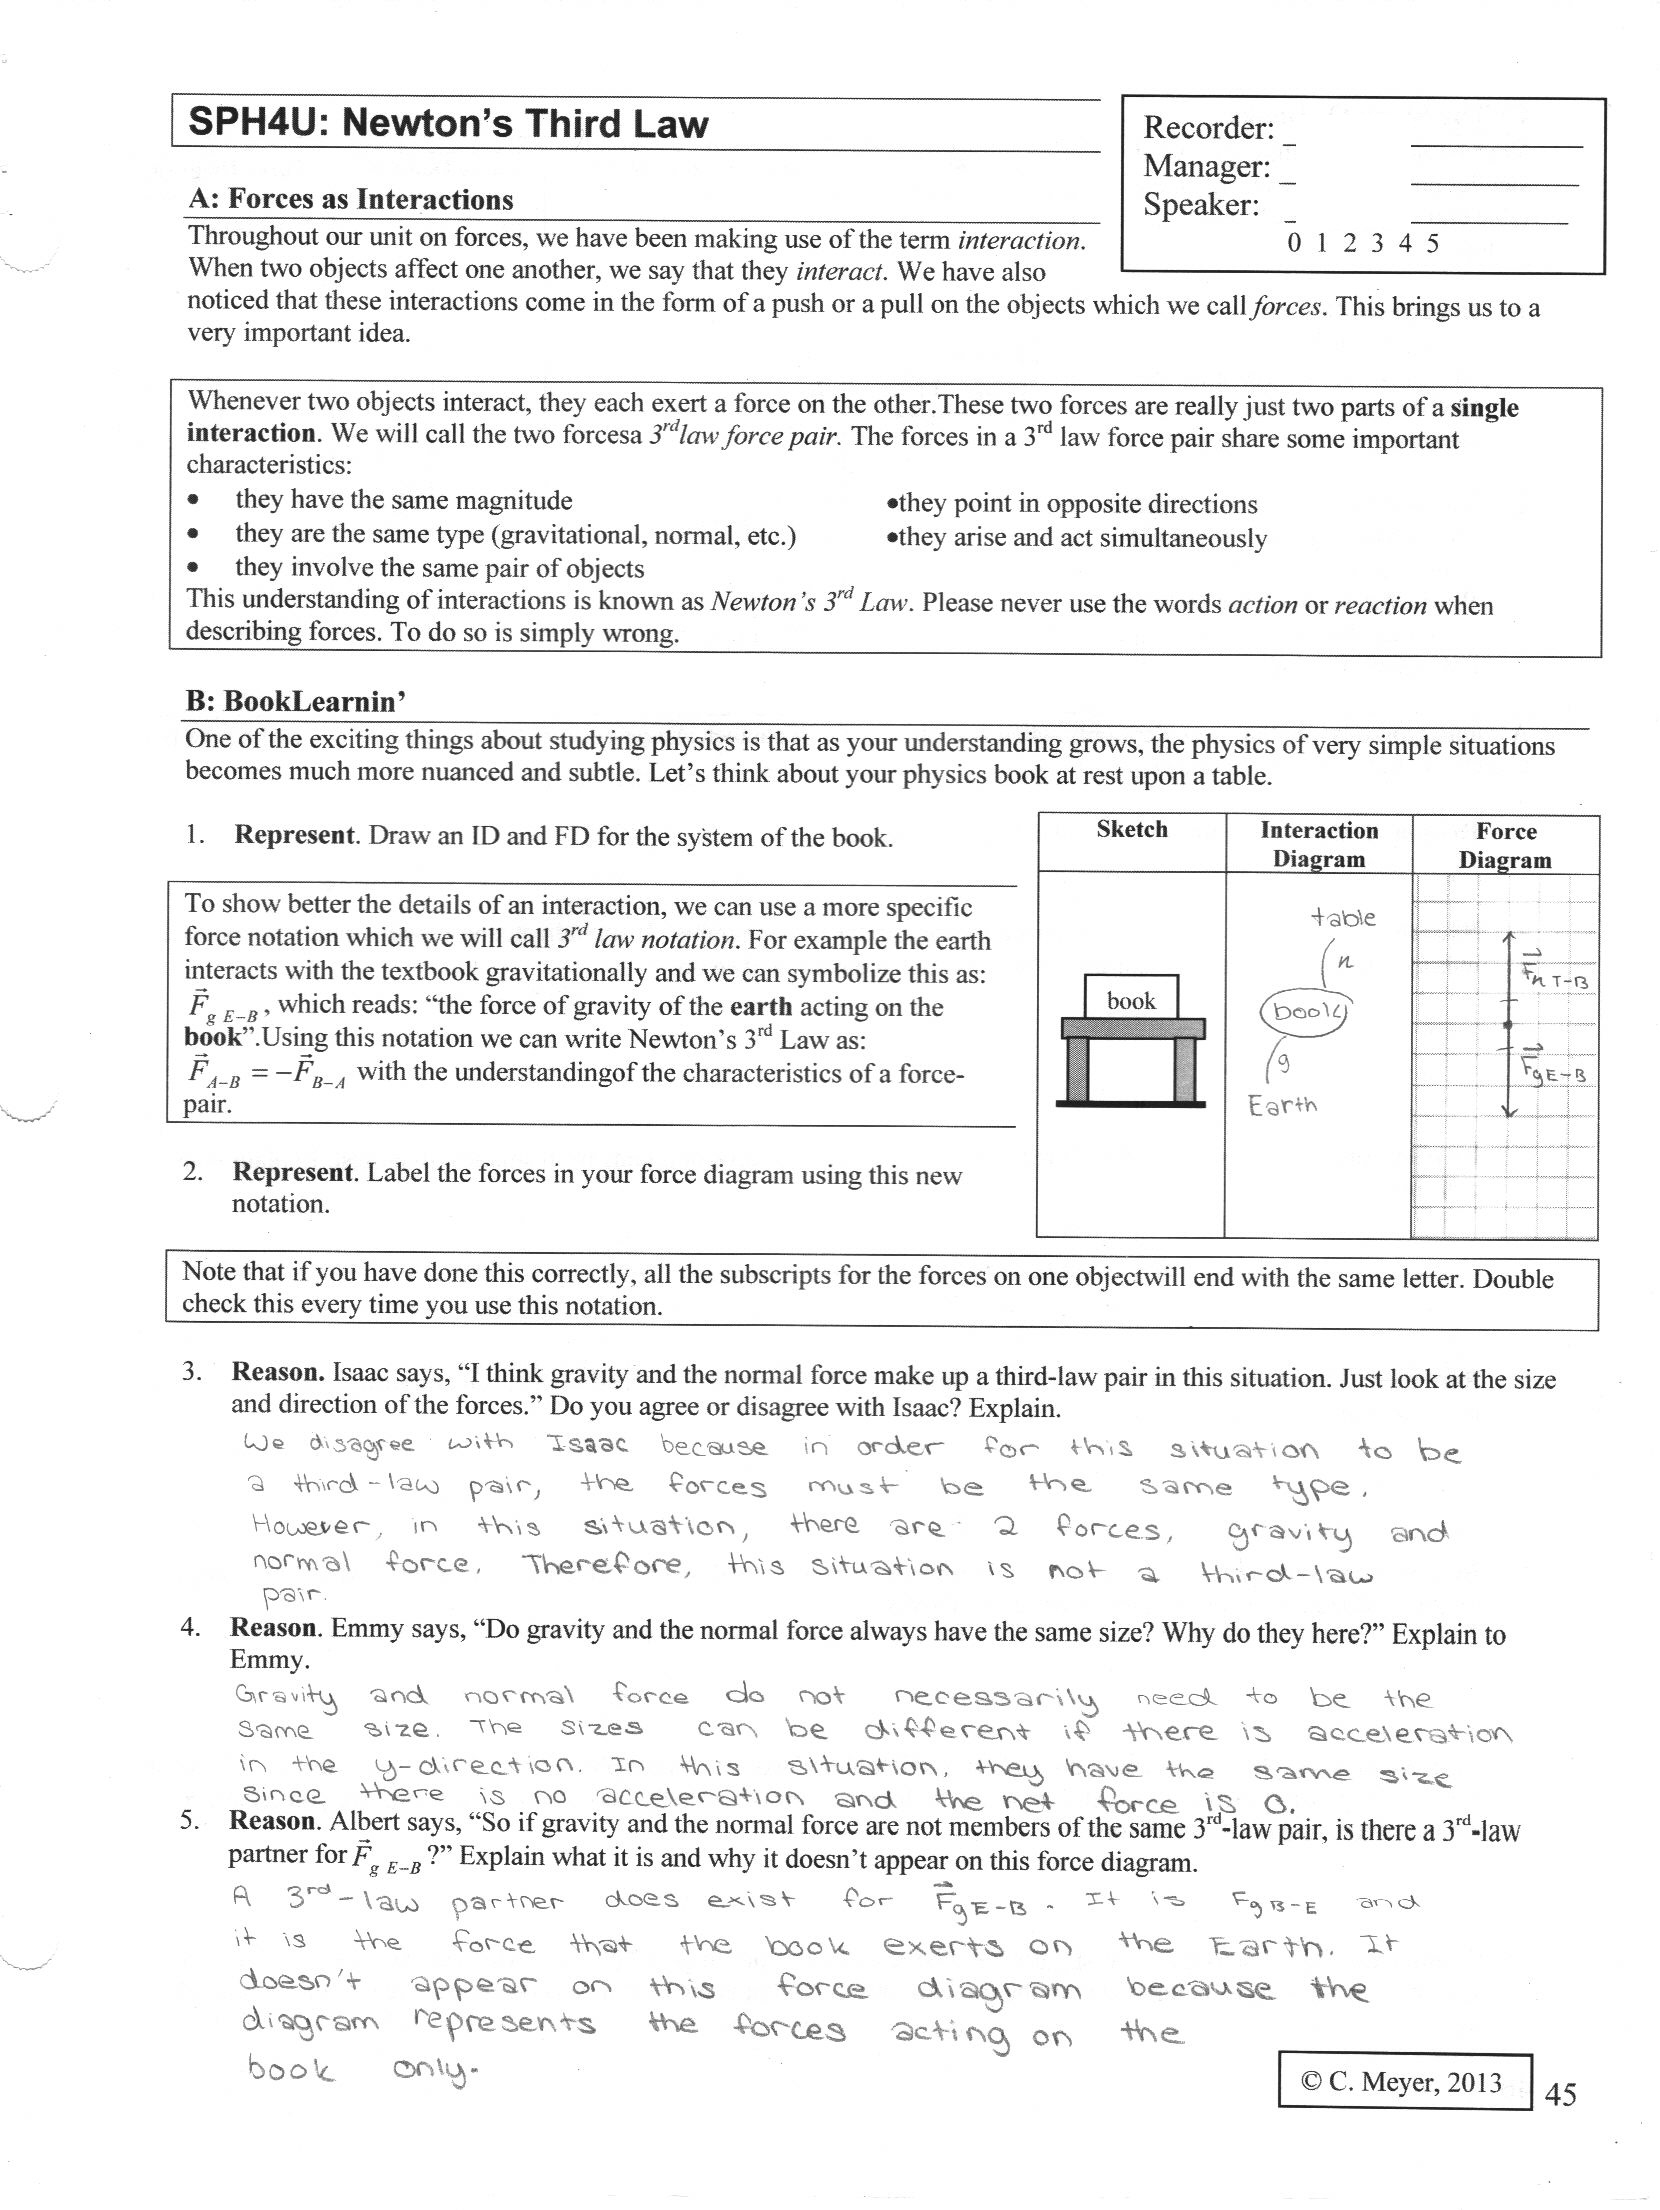 SPH4U: Newton's Third Law
Recorder: _
Manager: _
Speaker: _
0 1 2 3 4 5
A: Forces as Interactions
Throughout our unit on forces, we have been making use of the term interaction.
When two objects affect one another, we say that they interact. We have also
noticed that these interactions come in the form of a push or a pull on the objects which we call forces. This brings us to a
very important idea.
Whenever two objects interact, they each exert a force on the other.These two forces are really just two parts of a single
interaction. We will call the two forcesa 3rdlaw force pair. The forces in a 3rd law force pair share some important
characteristics:
• they have the same magnitude
•they point in opposite directions
• they are the same type (gravitational, normal, etc.)
•they arise and act simultaneously
• they involve the same pair of objects
This understanding of interactions is known as Newton's 3rd Law. Please never use the words action or reaction when
describing forces. To do so is simply wrong.
B: BookLearnin'
One of the exciting things about studying physics is that as your understanding grows, the physics of very simple situations
becomes much more nuanced and subtle. Let's think about your physics book at rest upon a table.
1. Represent. Draw an ID and FD for the system of the book.
To show better the details of an interaction, we can use a more specific
force notation which we will call 3rd law notation. For example the earth
interacts with the textbook gravitationally and we can symbolize this as:
F⃗g E–B, which reads: “the force of gravity of the earth acting on the
book”.Using this notation we can write Newton's 3rd Law as:
F⃗A–B = –F⃗B–A with the understandingof the characteristics of a force-
pair.
2. Represent. Label the forces in your force diagram using this new
notation.
Sketch
Interaction
Diagram
Force
Diagram
book
table
n
book
g
Earth
F⃗n T-B
F⃗g E-B
Note that if you have done this correctly, all the subscripts for the forces on one objectwill end with the same letter. Double
check this every time you use this notation.
3. Reason. Isaac says, “I think gravity and the normal force make up a third-law pair in this situation. Just look at the size
and direction of the forces.” Do you agree or disagree with Isaac? Explain.
We disagree with Isaac because in order for this situation to be
a third-law pair, the forces must be the same type.
However, in this situation, there are 2 forces, gravity and
normal force. Therefore, this situation is not a third-law
pair.
4. Reason. Emmy says, “Do gravity and the normal force always have the same size? Why do they here?” Explain to
Emmy.
Gravity and normal force do not necessarily need to be the
same size. The sizes can be different if there is acceleration
in the y-direction. In this situation, they have the same size
since there is no acceleration and the net force is 0.
5. Reason. Albert says, “So if gravity and the normal force are not members of the same 3rd-law pair, is there a 3rd-law
partner for F⃗g E–B?” Explain what it is and why it doesn't appear on this force diagram.
A 3rd-law partner does exist for F⃗g E-B. It is Fg B-E and
it is the force that the book exerts on the Earth. It
doesn't appear on this force diagram because the
diagram represents the forces acting on the
book only.
© C. Meyer, 2013
45